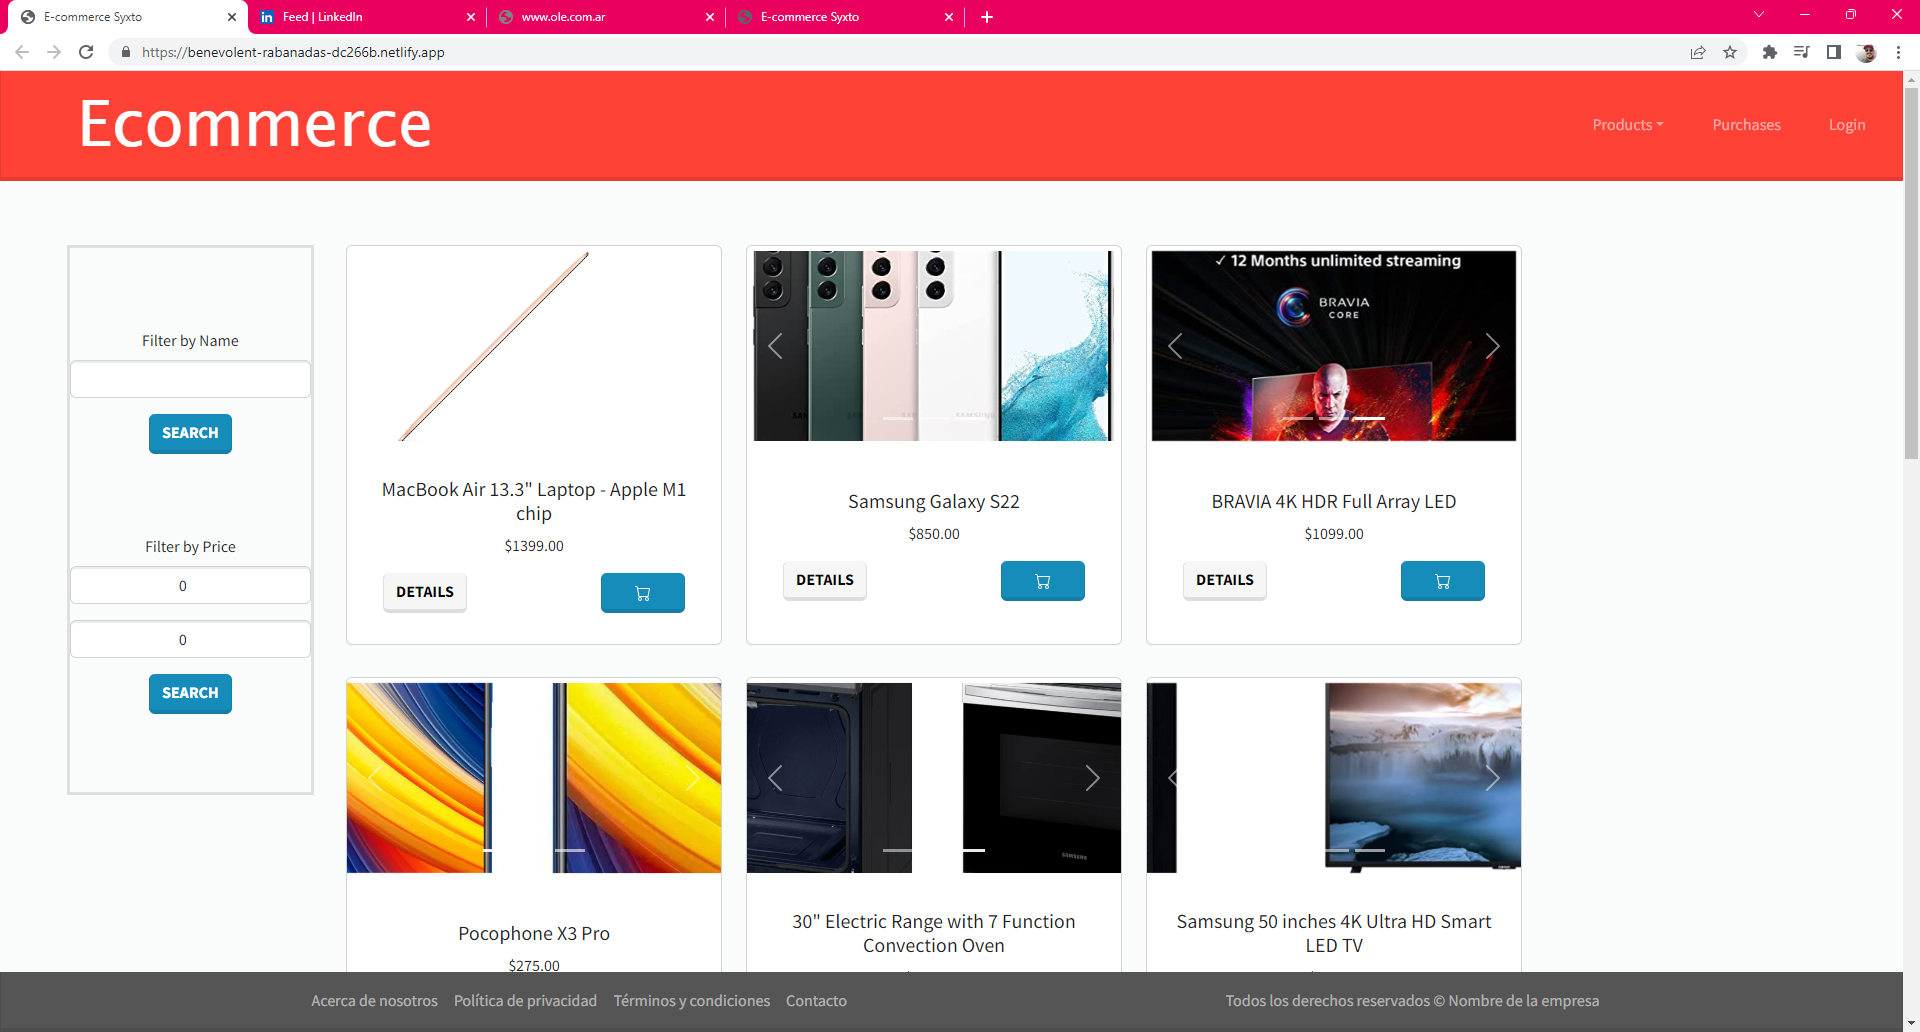 E-commerce Syxto
Feed | LinkedIn
www.ole.com.ar
E-commerce Syxto
https://benevolent-rabanadas-dc266b.netlify.app
Ecommerce
Products
Purchases
Login
Filter by Name
SEARCH
Filter by Price
0
0
SEARCH
MacBook Air 13.3" Laptop - Apple M1
chip
$1399.00
DETAILS
SAMSUNG
Samsung Galaxy S22
$850.00
DETAILS
✓ 12 Months unlimited streaming
BRAVIA
CORE
BRAVIA 4K HDR Full Array LED
$1099.00
DETAILS
Pocophone X3 Pro
$275.00
SAMSUNG
30" Electric Range with 7 Function
Convection Oven
Samsung 50 inches 4K Ultra HD Smart
LED TV
Acerca de nosotros
Política de privacidad
Términos y condiciones
Contacto
Todos los derechos reservados © Nombre de la empresa